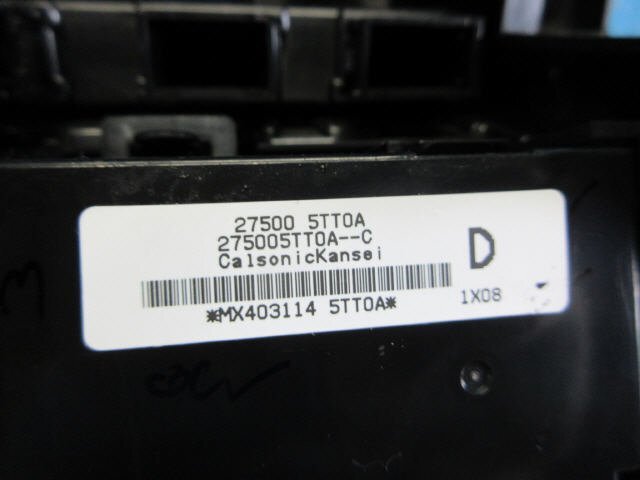 27500 5TT0A
275005TT0A--C
CalsonicKansei
D
*MX403114 5TT0A*
1X08